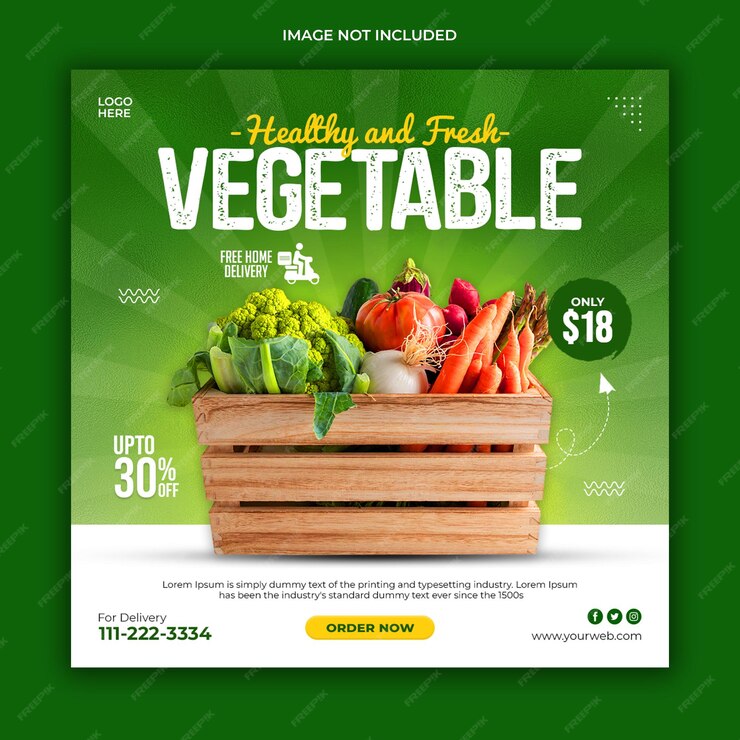 IMAGE NOT INCLUDED
LOGO
HERE
-Healthy and Fresh-
VEGETABLE
FREE HOME
DELIVERY
ONLY
$18
UPTO
30%
OFF
Lorem Ipsum is simply dummy text of the printing and typesetting industry. Lorem Ipsum
has been the industry's standard dummy text ever since the 1500s
For Delivery
111-222-3334
ORDER NOW
www.yourweb.com
FREEPIK